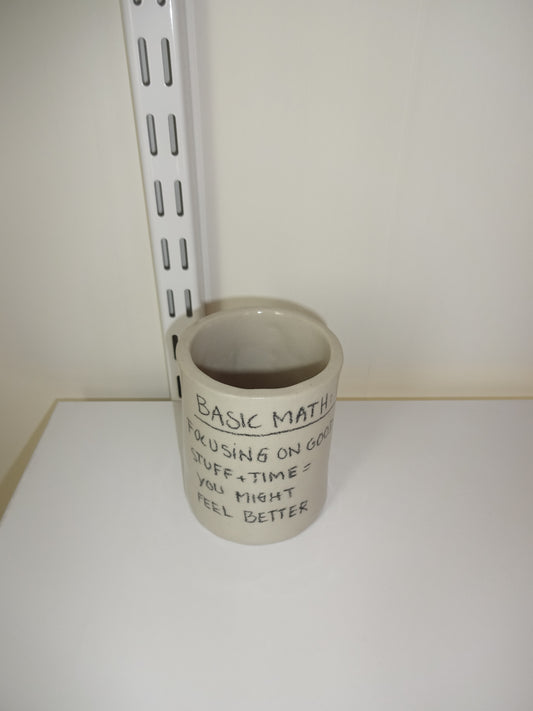 BASIC MATH:
FOCUSING ON GOOD
STUFF + TIME =
YOU MIGHT
FEEL BETTER